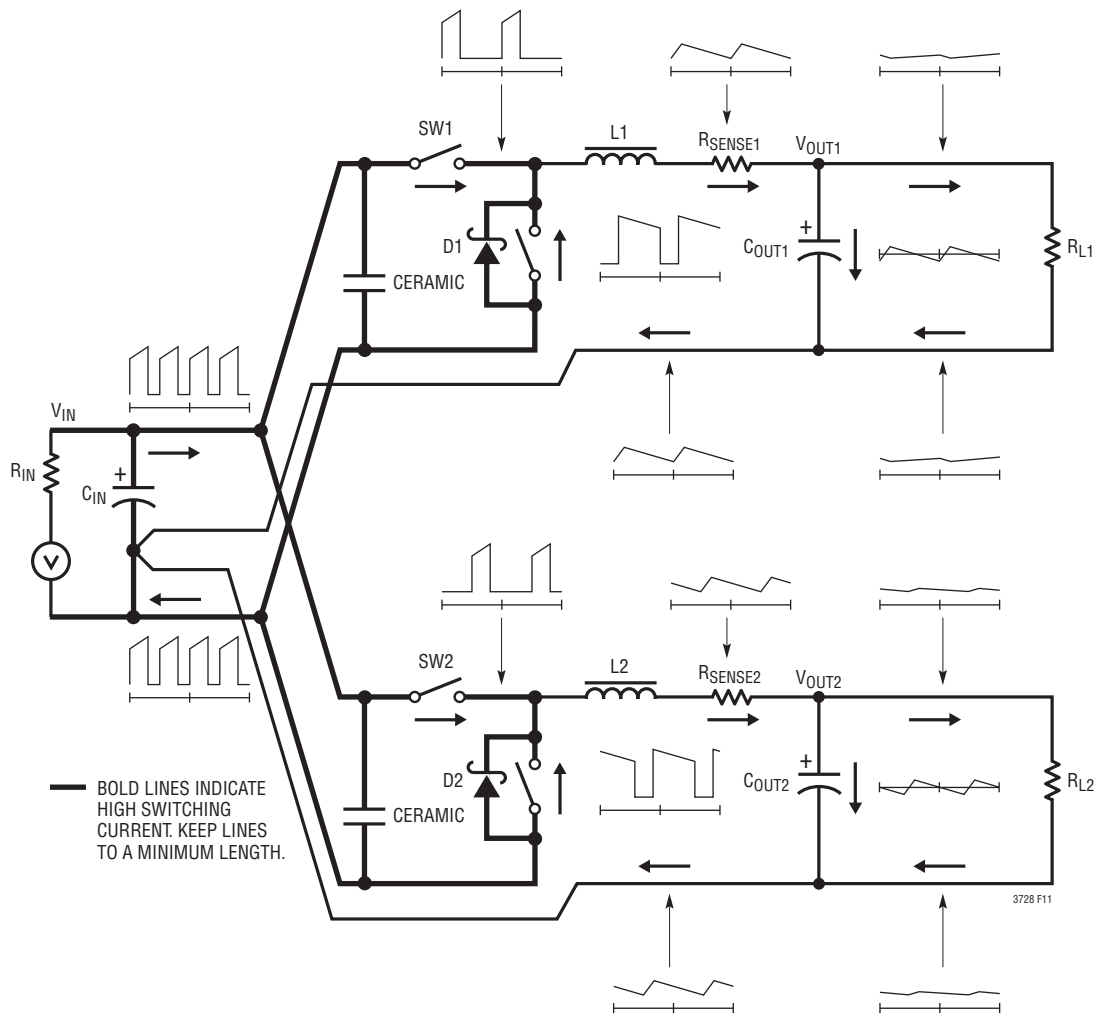 SW1
L1
RSENSE1
VOUT1
D1
CERAMIC
COUT1
RL1
VIN
RIN
+
CIN
+
V
SW2
L2
RSENSE2
VOUT2
D2
CERAMIC
+
COUT2
RL2
BOLD LINES INDICATE
HIGH SWITCHING
CURRENT. KEEP LINES
TO A MINIMUM LENGTH.
3728 F11